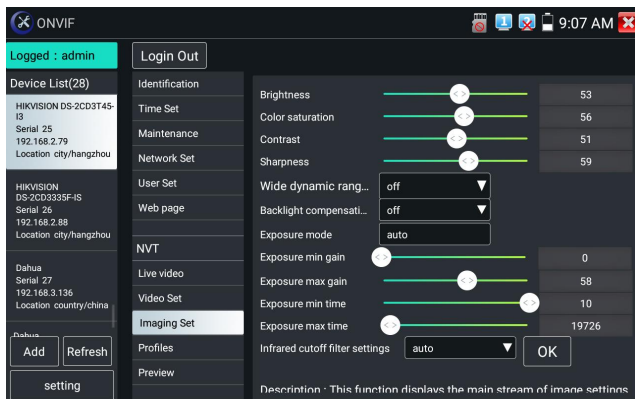 ONVIF
9:07 AM
Logged : admin
Login Out
Device List(28)
HIKVISION DS-2CD3T45-
I3
Serial 25
192.168.2.79
Location city/hangzhou
HIKVISION
DS-2CD3335F-IS
Serial 26
192.168.2.88
Location city/hangzhou
Dahua
Serial 27
192.168.3.136
Location country/china
Dahua
Add
Refresh
setting
Identification
Time Set
Maintenance
Network Set
User Set
Web page
NVT
Live video
Video Set
Imaging Set
Profiles
Preview
Brightness 53
Color saturation 56
Contrast 51
Sharpness 59
Wide dynamic rang... off
Backlight compensati... off
Exposure mode auto
Exposure min gain 0
Exposure max gain 58
Exposure min time 10
Exposure max time 19726
Infrared cutoff filter settings auto OK
Description : This function displays the main stream of image settings